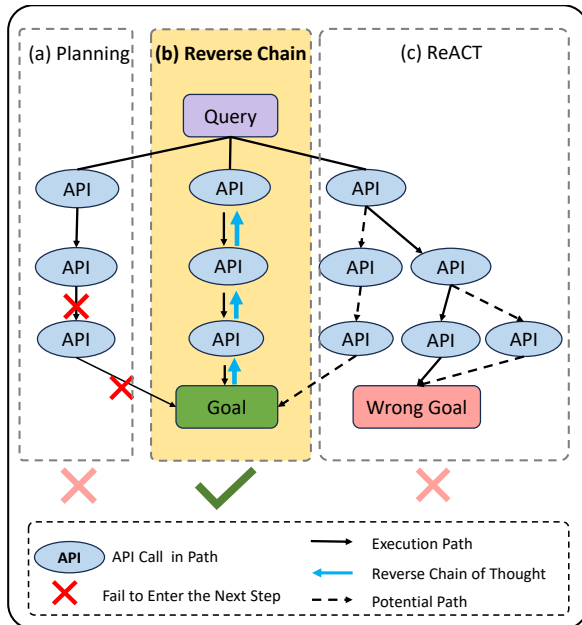 (a) Planning
(b) Reverse Chain
(c) ReACT
Query
API
API
API
API
API
API
API
API
API
API
API
Goal
Wrong Goal
API
API Call in Path
Fail to Enter the Next Step
Execution Path
Reverse Chain of Thought
Potential Path